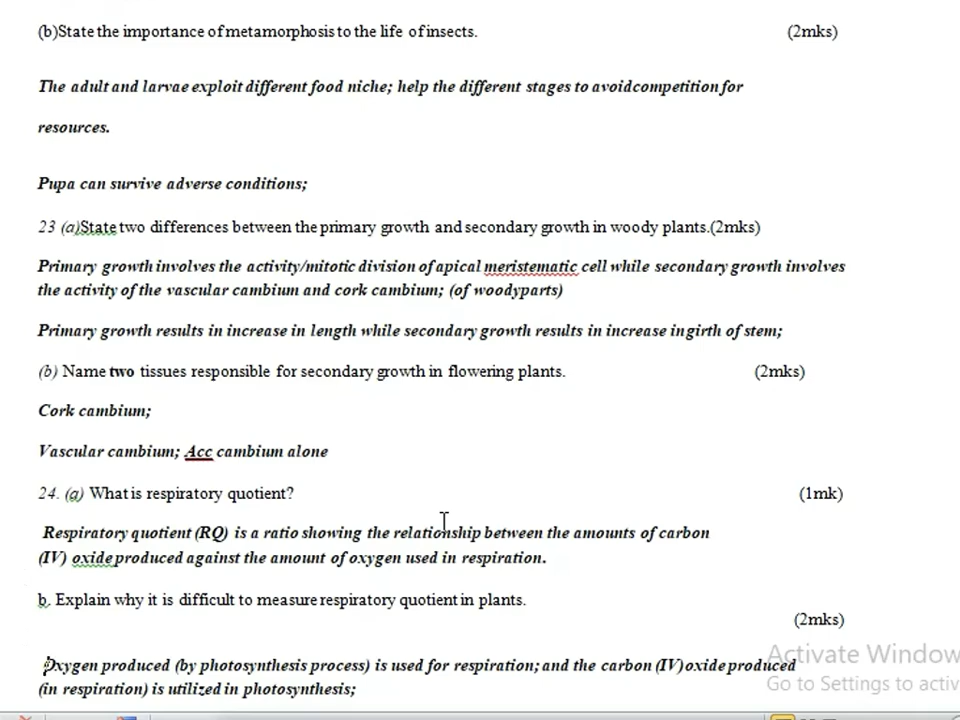 (b)State the importance of metamorphosis to the life of insects. (2mks)
The adult and larvae exploit different food niche; help the different stages to avoidcompetition for
resources.
Pupa can survive adverse conditions;
23 (a)State two differences between the primary growth and secondary growth in woody plants.(2mks)
Primary growth involves the activity/mitotic division of apical meristematic cell while secondary growth involves
the activity of the vascular cambium and cork cambium; (of woodyparts)
Primary growth results in increase in length while secondary growth results in increase ingirth of stem;
(b) Name two tissues responsible for secondary growth in flowering plants. (2mks)
Cork cambium;
Vascular cambium; Acc cambium alone
24. (a) What is respiratory quotient? (1mk)
Respiratory quotient (RQ) is a ratio showing the relationship between the amounts of carbon
(IV) oxide produced against the amount of oxygen used in respiration.
b. Explain why it is difficult to measure respiratory quotient in plants.
(2mks)
Oxygen produced (by photosynthesis process) is used for respiration; and the carbon (IV) oxide produced
(in respiration) is utilized in photosynthesis;
Activate Window
Go to Settings to activ